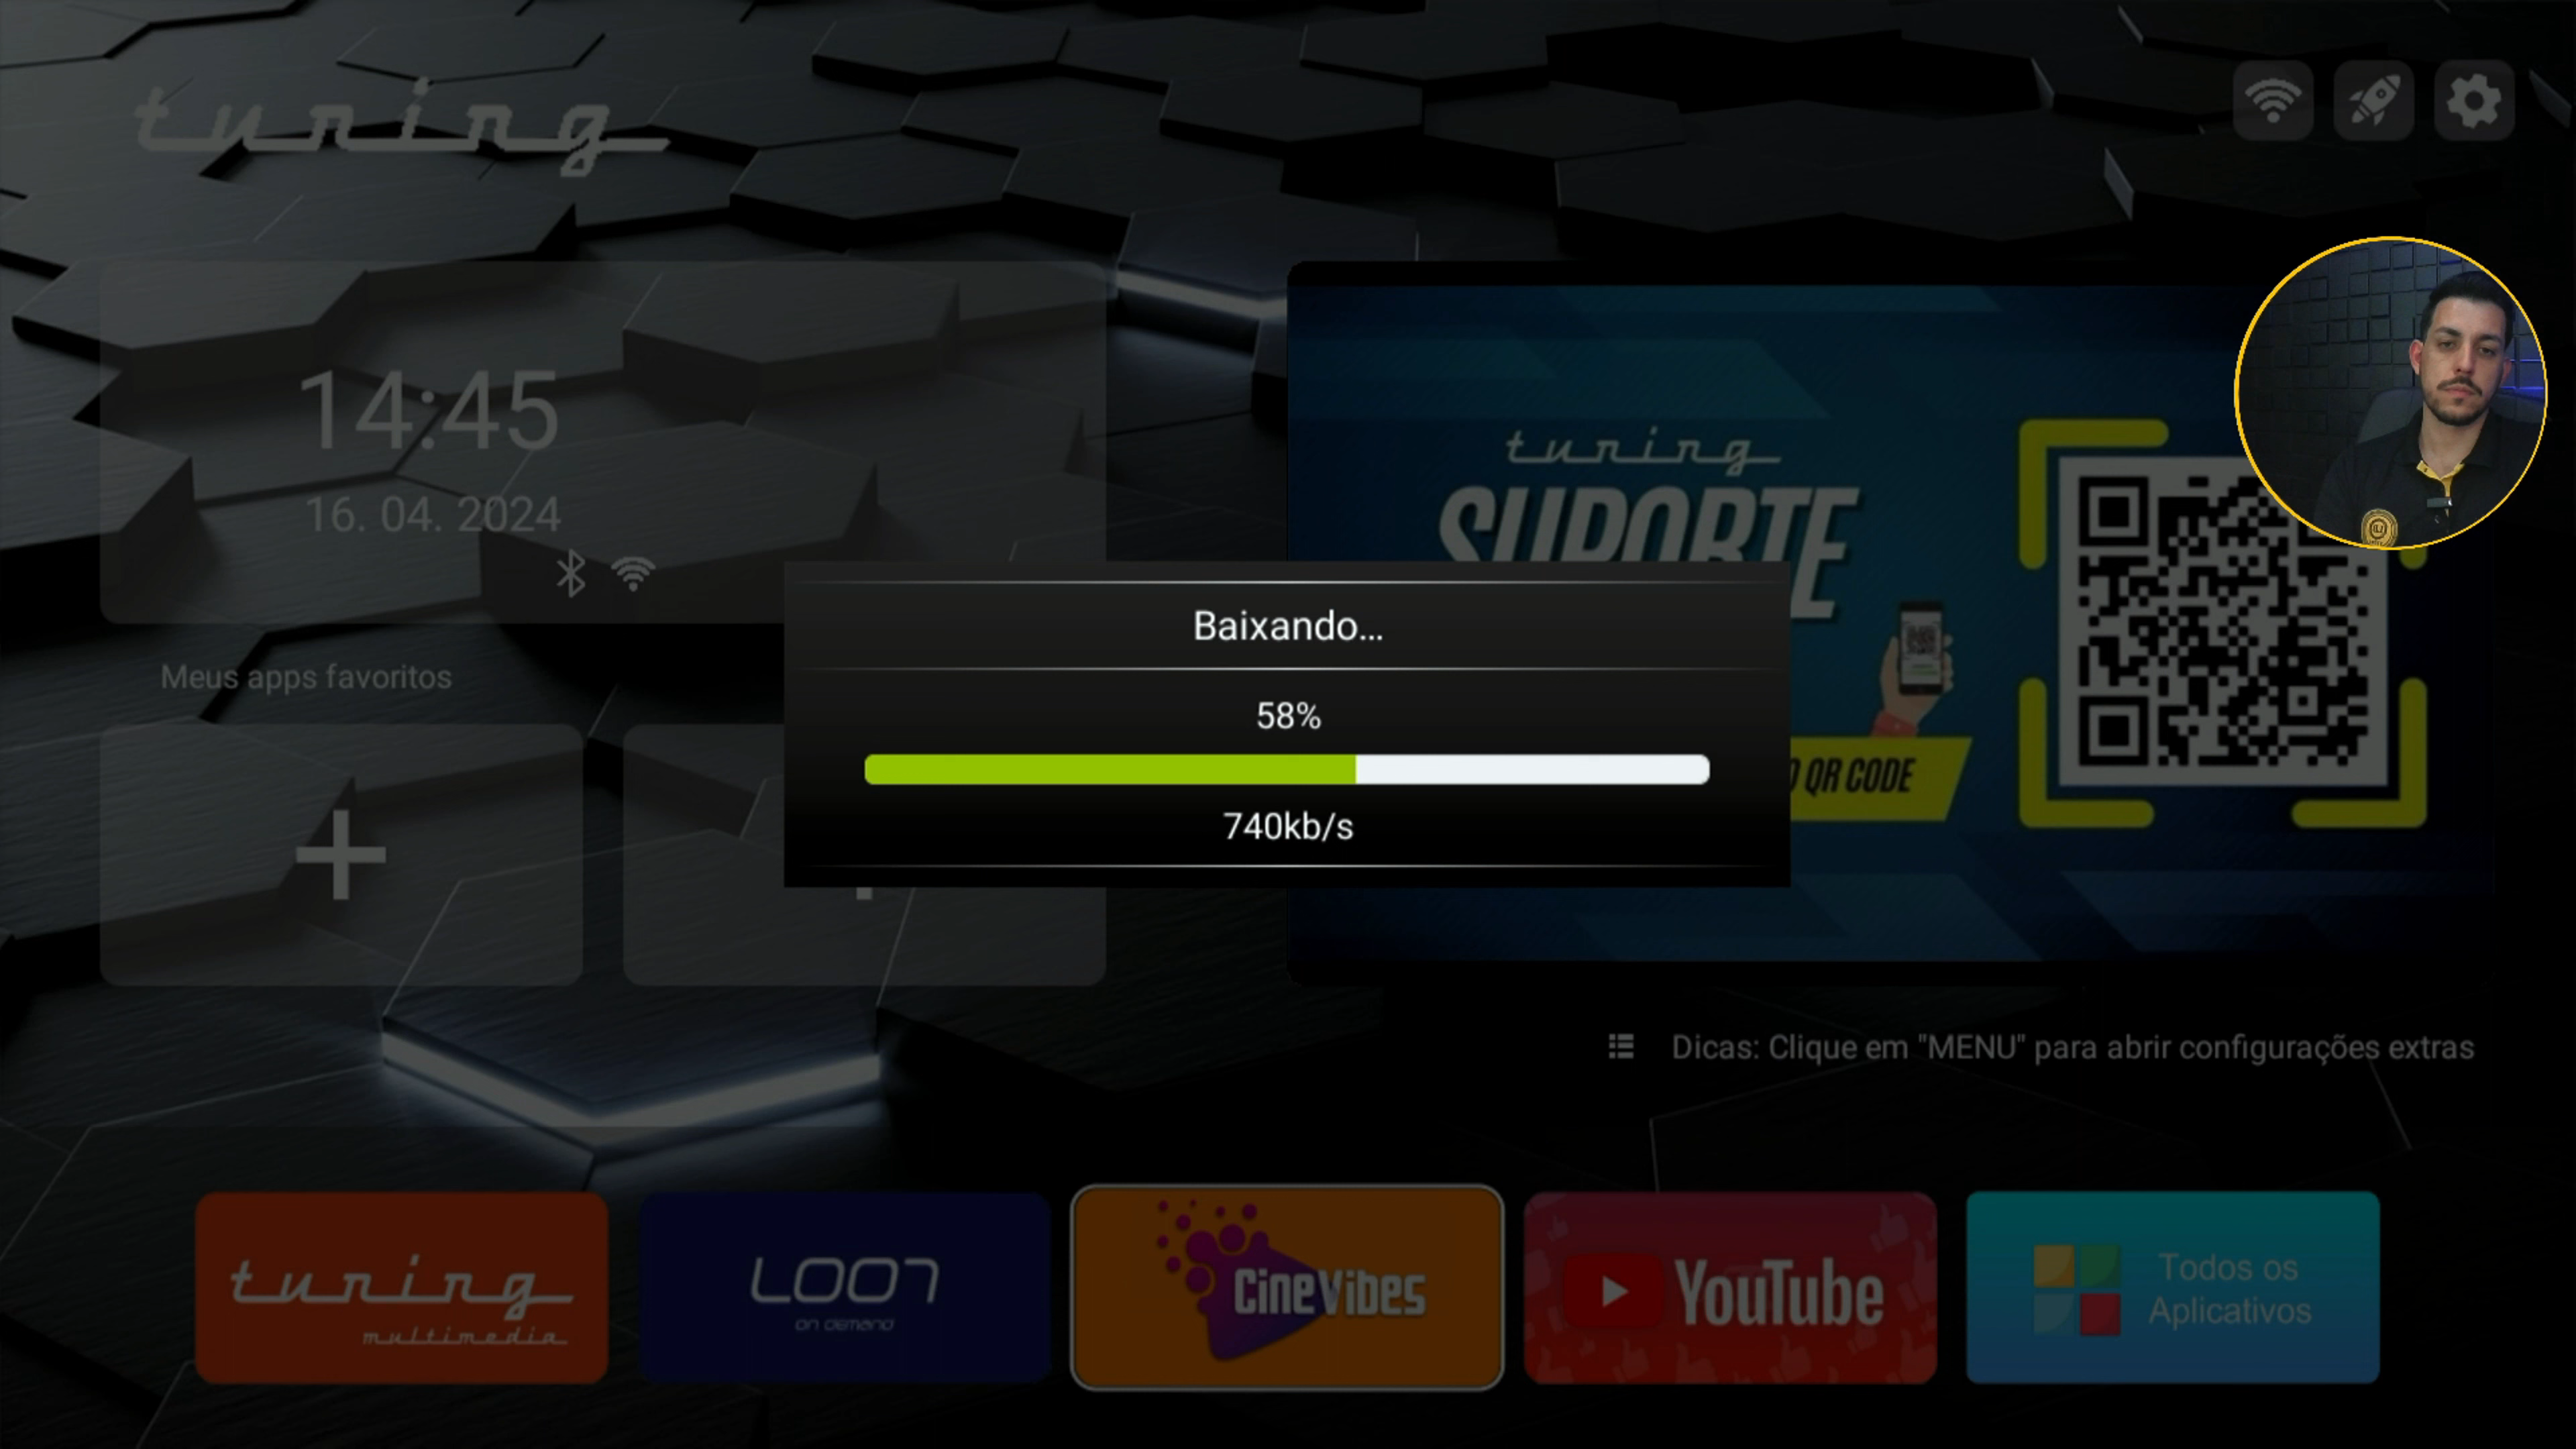 tuning
14:45
16. 04. 2024
tuning
SUPORTE
Meus apps favoritos
Baixando...
58%
740kb/s
QR CODE
Dicas: Clique em "MENU" para abrir configurações extras
tuning
multimedia
LOON
on demand
CineVibes
YouTube
Todos os
Aplicativos